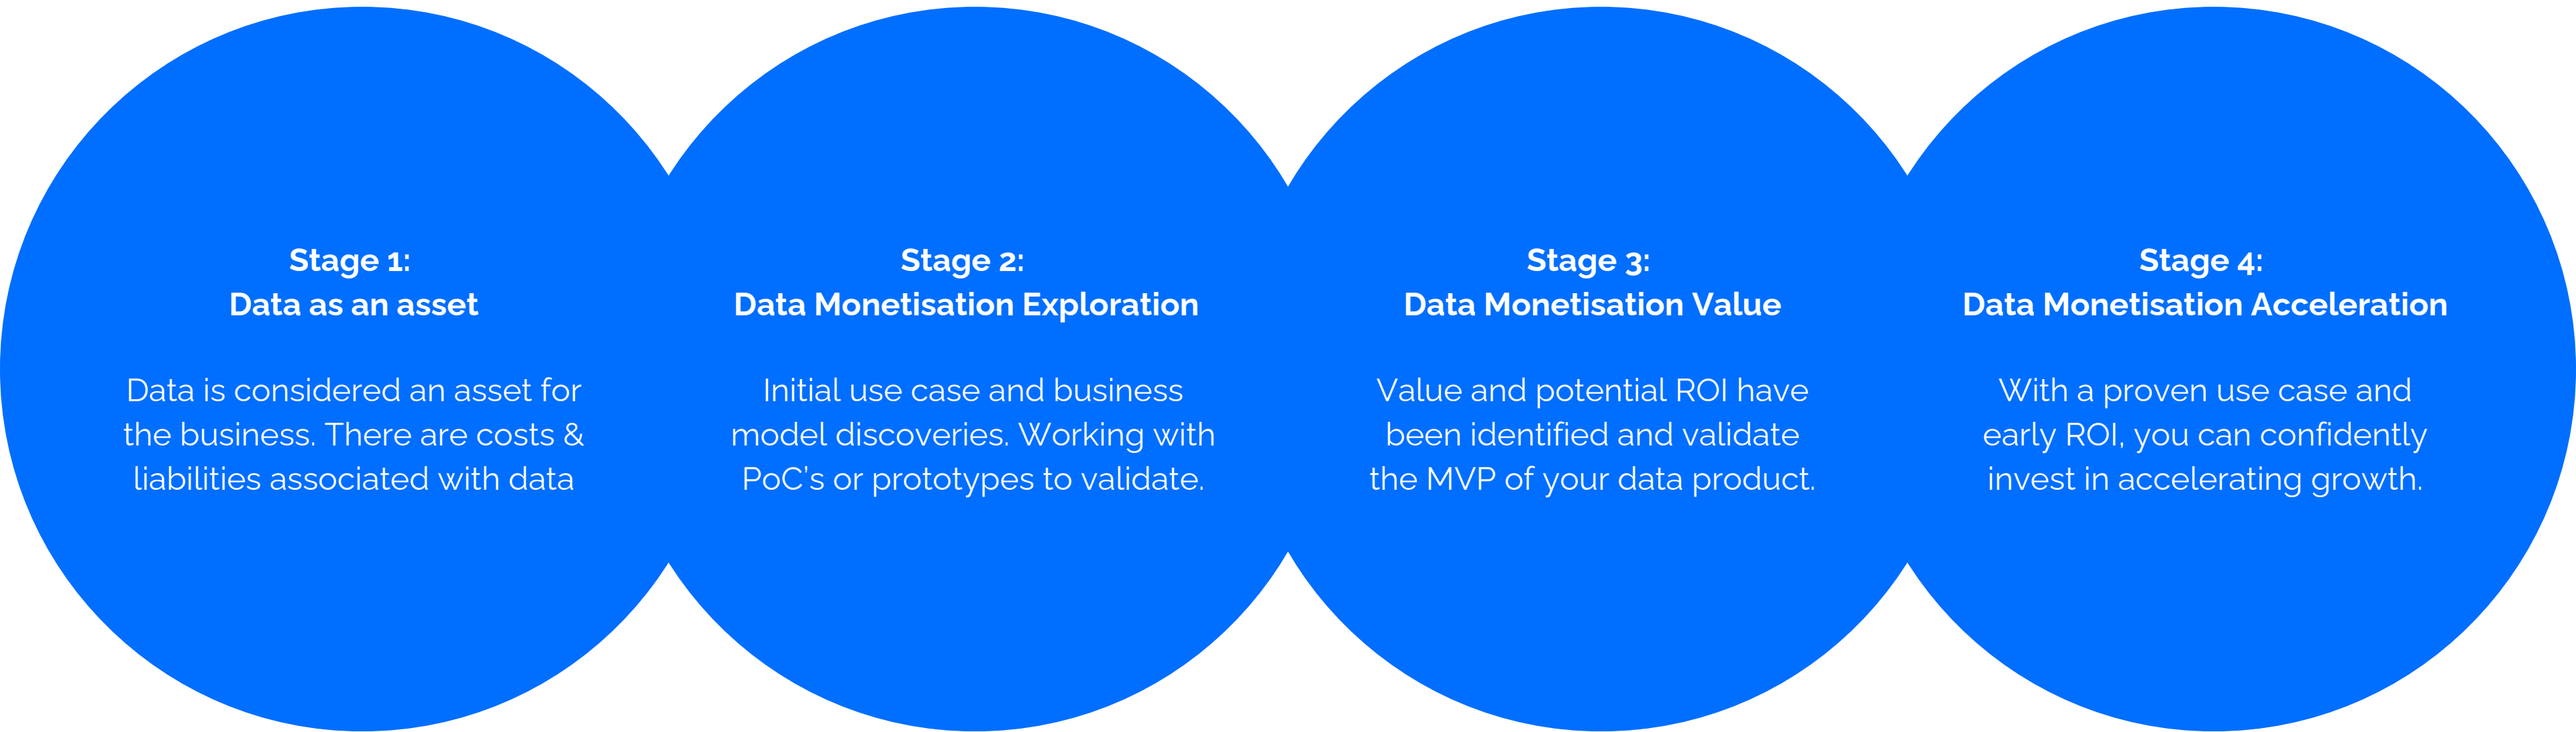 Stage 1:
Data as an asset
Data is considered an asset for
the business. There are costs &
liabilities associated with data
Stage 2:
Data Monetisation Exploration
Initial use case and business
model discoveries. Working with
PoC's or prototypes to validate.
Stage 3:
Data Monetisation Value
Value and potential ROI have
been identified and validate
the MVP of your data product.
Stage 4:
Data Monetisation Acceleration
With a proven use case and
early ROI, you can confidently
invest in accelerating growth.